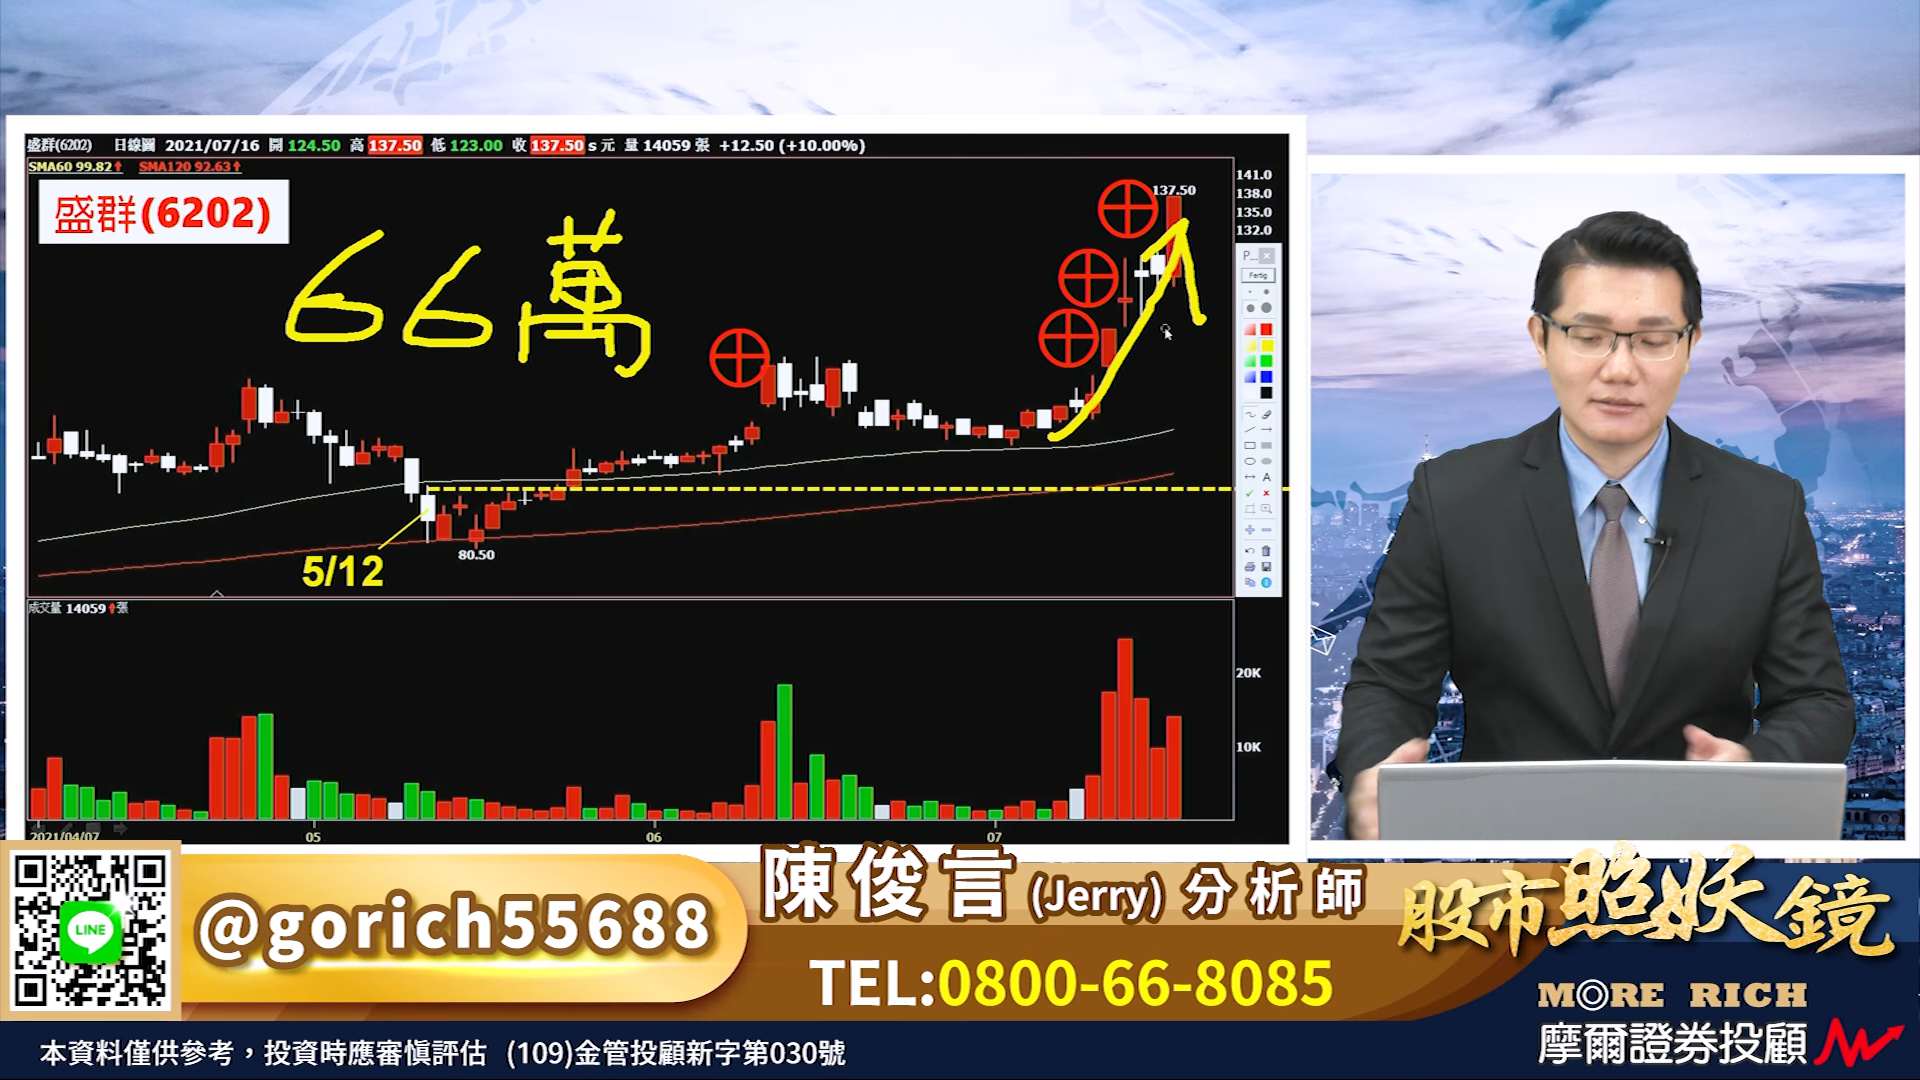 盛群(6202) 日線圖 2021/07/16 開 124.50 高 137.50 低 123.00 收 137.50 s 元 量 14059 張 +12.50 (+10.00%)
SMA60 99.82↑ SMA120 92.63↑
盛群(6202)
66萬
137.50
141.0
138.0
135.0
132.0
P...
Fertig
A
5/12
80.50
成交量 14059↑張
20K
10K
2021/04/07
05
06
07
LINE
@gorich55688
陳俊言(Jerry)分析師
TEL:0800-66-8085
股市照妖鏡
MORE RICH
摩爾證券投顧
本資料僅供參考，投資時應審慎評估 (109)金管投顧新字第030號